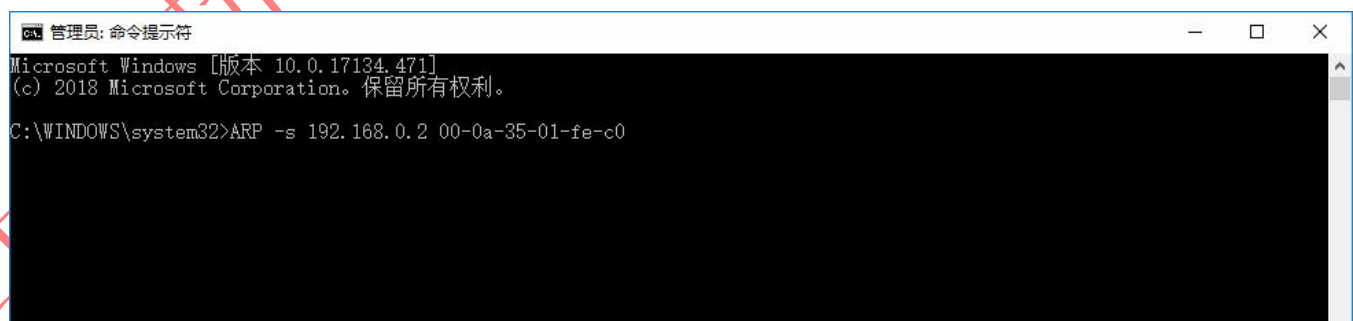 管理员: 命令提示符
Microsoft Windows [版本 10.0.17134.471]
(c) 2018 Microsoft Corporation。保留所有权利。
C:\WINDOWS\system32>ARP -s 192.168.0.2 00-0a-35-01-fe-c0